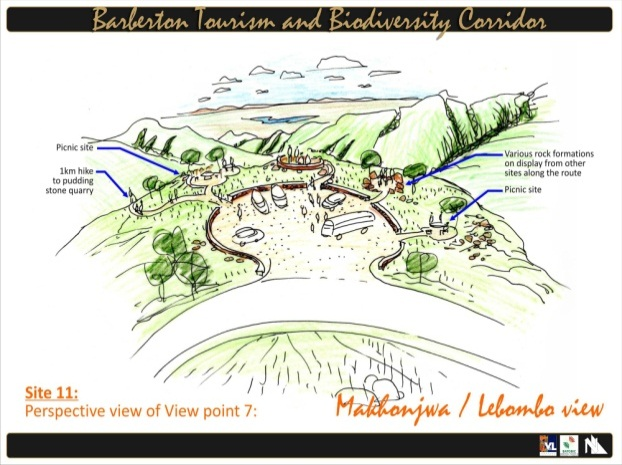 Barberton Tourism and Biodiversity Corridor
Picnic site
1km hike
to pudding
stone quarry
Various rock formations
on display from other
sites along the route
Picnic site
Site 11:
Perspective view of View point 7:
Makhonjwa / Lebombo view
VL